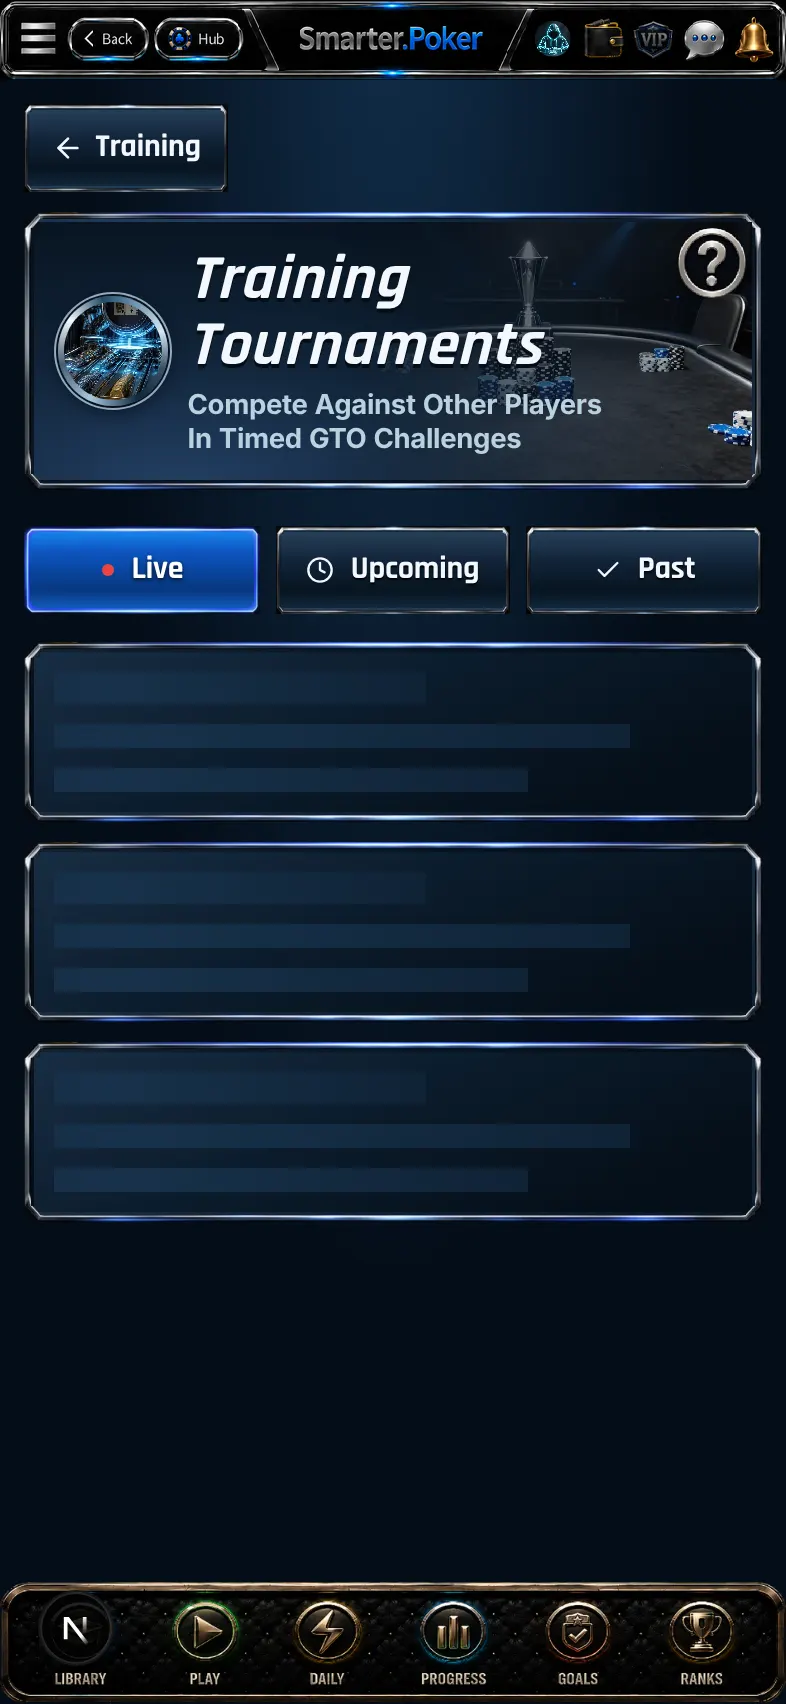 Back
Hub
Smarter.Poker
VIP
Training
Training
Tournaments
?
Compete Against Other Players
In Timed GTO Challenges
Live
Upcoming
Past
N
LIBRARY
PLAY
DAILY
PROGRESS
GOALS
RANKS